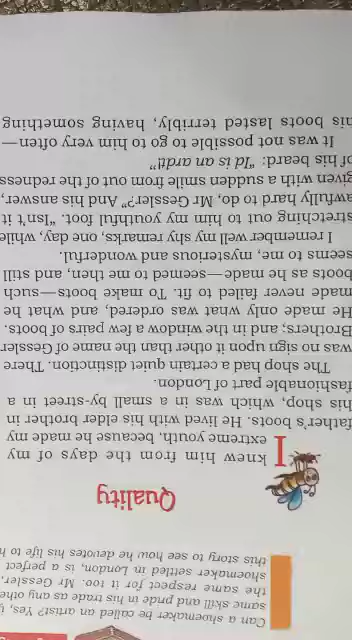 Can a shoemaker be called an artist? Yes,
same skill and pride in his trade as any
the same respect for it too. Mr Gessler,
shoemaker settled in London, is a perfect
this story to see how he devotes his life to
Quality
I knew him from the days of my
extreme youth, because he made my
father's boots. He lived with his elder brother in
his shop, which was in a small by-street in a
fashionable part of London.
The shop had a certain quiet distinction. There
was no sign upon it other than the name of Gessler
Brothers; and in the window a few pairs of boots.
He made only what was ordered, and what he
made never failed to fit. To make boots—such
boots as he made—seemed to me then, and still
seems to me, mysterious and wonderful.
I remember well my shy remarks, one day, while
stretching out to him my youthful foot. "Isn't it
awfully hard to do, Mr Gessler?" And his answer,
given with a sudden smile from out of the redness
of his beard: "Id is an ardt!"
It was not possible to go to him very often—
his boots lasted terribly, having something